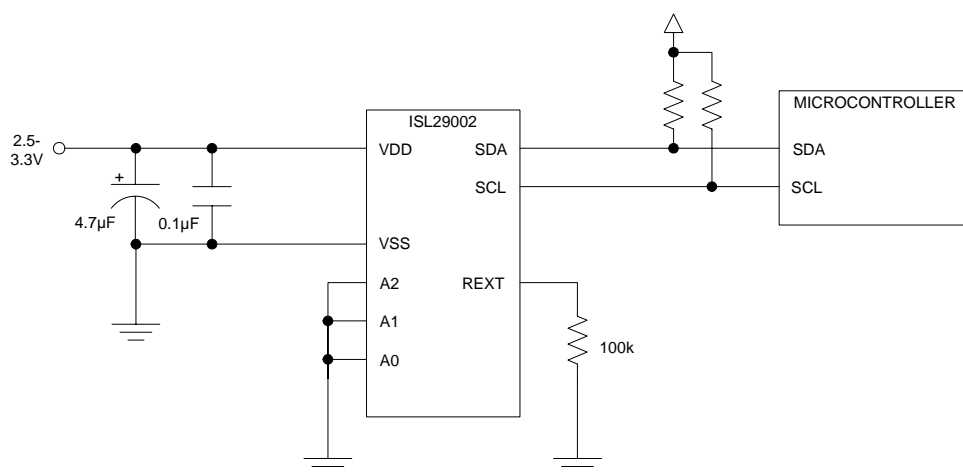 ISL29002
MICROCONTROLLER
2.5-
3.3V
VDD
SDA
SDA
SCL
SCL
+
4.7µF
0.1µF
VSS
A2
REXT
A1
100k
A0